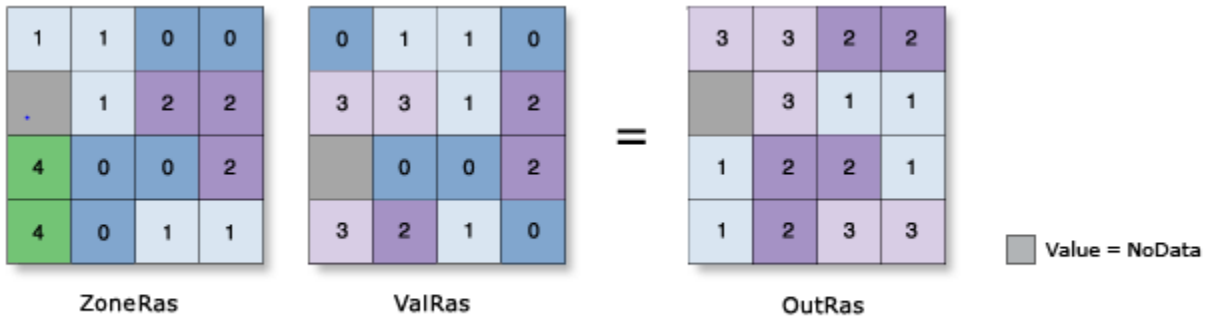 1 1 0 0 0 1 1 0 3 3 2 2
1 2 2 3 3 1 2 = 3 1 1
4 0 0 2 0 0 2 1 2 2 1
4 0 1 1 3 2 1 0 1 2 3 3
Value = NoData
ZoneRas ValRas OutRas